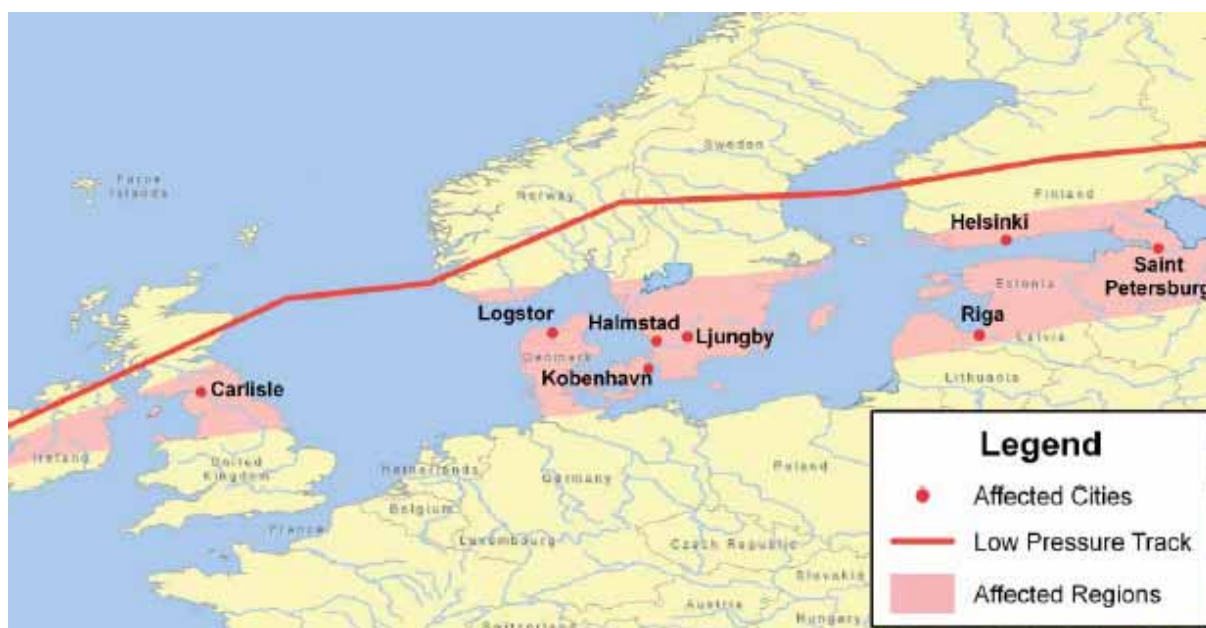 Faroe
Islands
Sweden
Norway
Finland
Helsinki
Saint
Petersburg
Estonia
Logstor
Halmstad
Ljungby
Riga
Latvia
Denmark
Kobenhavn
Carlisle
Lithuania
Ireland
United
Kingdom
Netherlands
Germany
Poland
Belgium
France
Luxembourg
Czech Republic
Slovakia
Austria
Hungary
Switzerland
Legend
Affected Cities
Low Pressure Track
Affected Regions